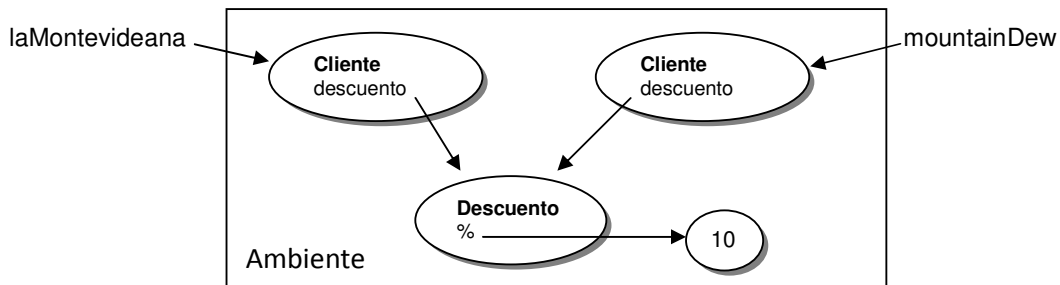 laMontevideana
Cliente
descuento
Cliente
descuento
mountainDew
Descuento
%
10
Ambiente